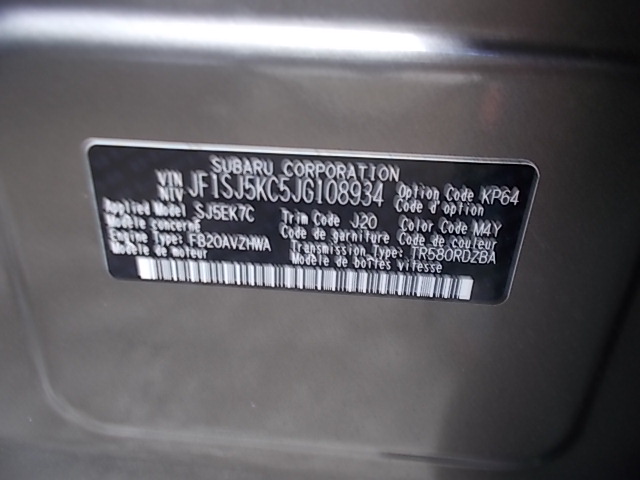 SUBARU CORPORATION
VIN NIV JF1SJ5KC5JG108934 Option Code KP64 Code d'option
Applied Model SJ5EK7C Trim Code J20 Color Code M4Y
Modèle concerné Code de garniture Code de couleur
Engine Type: FB20AVZHWA Transmission Type: TR580RDZBA
Modèle de moteur Modèle de boîtes vitesse